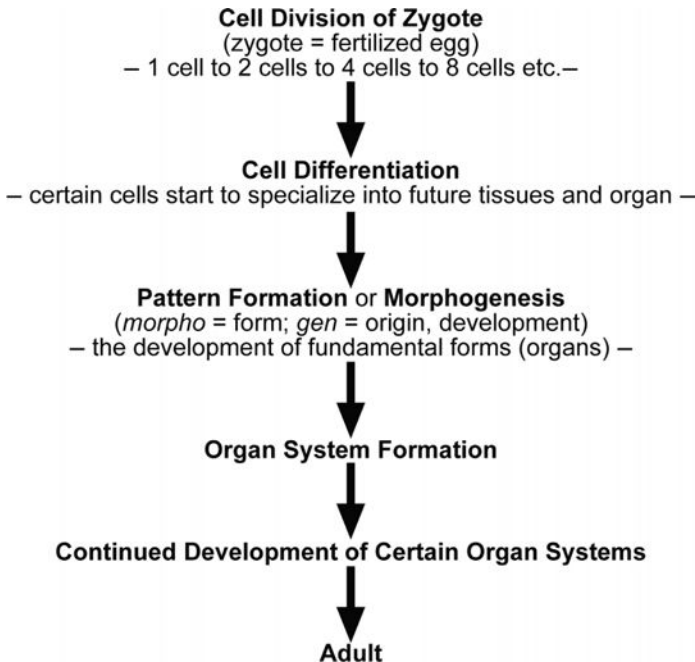 Cell Division of Zygote
(zygote = fertilized egg)
– 1 cell to 2 cells to 4 cells to 8 cells etc.–
Cell Differentiation
– certain cells start to specialize into future tissues and organ –
Pattern Formation or Morphogenesis
(morpho = form; gen = origin, development)
– the development of fundamental forms (organs) –
Organ System Formation
Continued Development of Certain Organ Systems
Adult